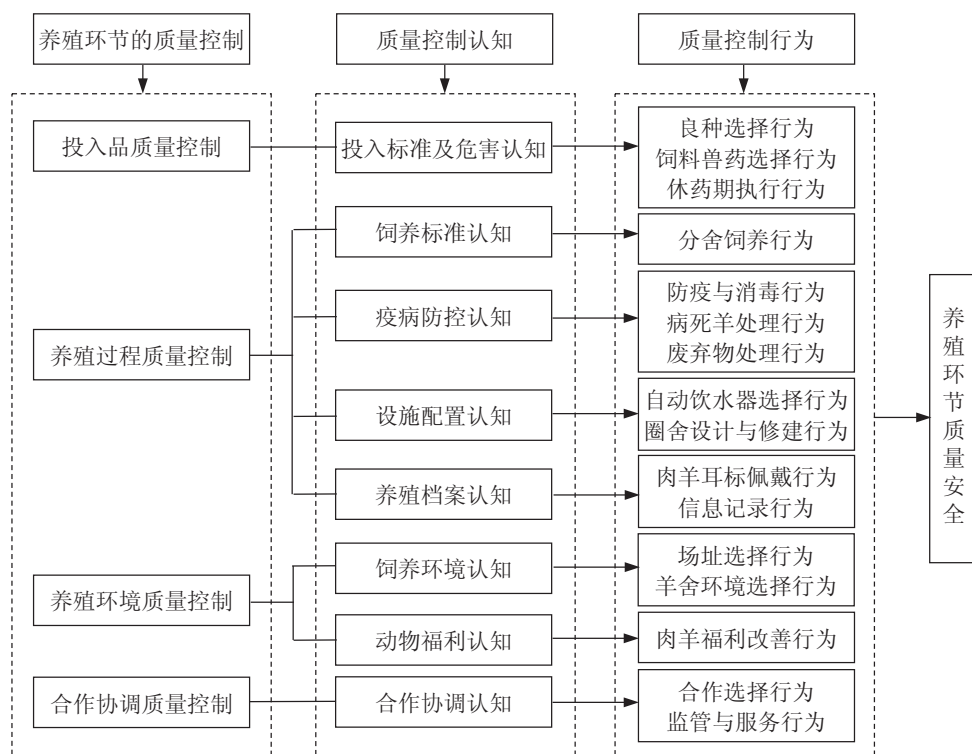 养殖环节的质量控制
质量控制认知
质量控制行为
投入品质量控制
投入标准及危害认知
良种选择行为
饲料兽药选择行为
休药期执行行为
养殖过程质量控制
饲养标准认知
分舍饲养行为
疫病防控认知
防疫与消毒行为
病死羊处理行为
废弃物处理行为
设施配置认知
自动饮水器选择行为
圈舍设计与修建行为
养殖档案认知
肉羊耳标佩戴行为
信息记录行为
养殖环境质量控制
饲养环境认知
场址选择行为
羊舍环境选择行为
动物福利认知
肉羊福利改善行为
合作协调质量控制
合作协调认知
合作选择行为
监管与服务行为
养殖环节质量安全